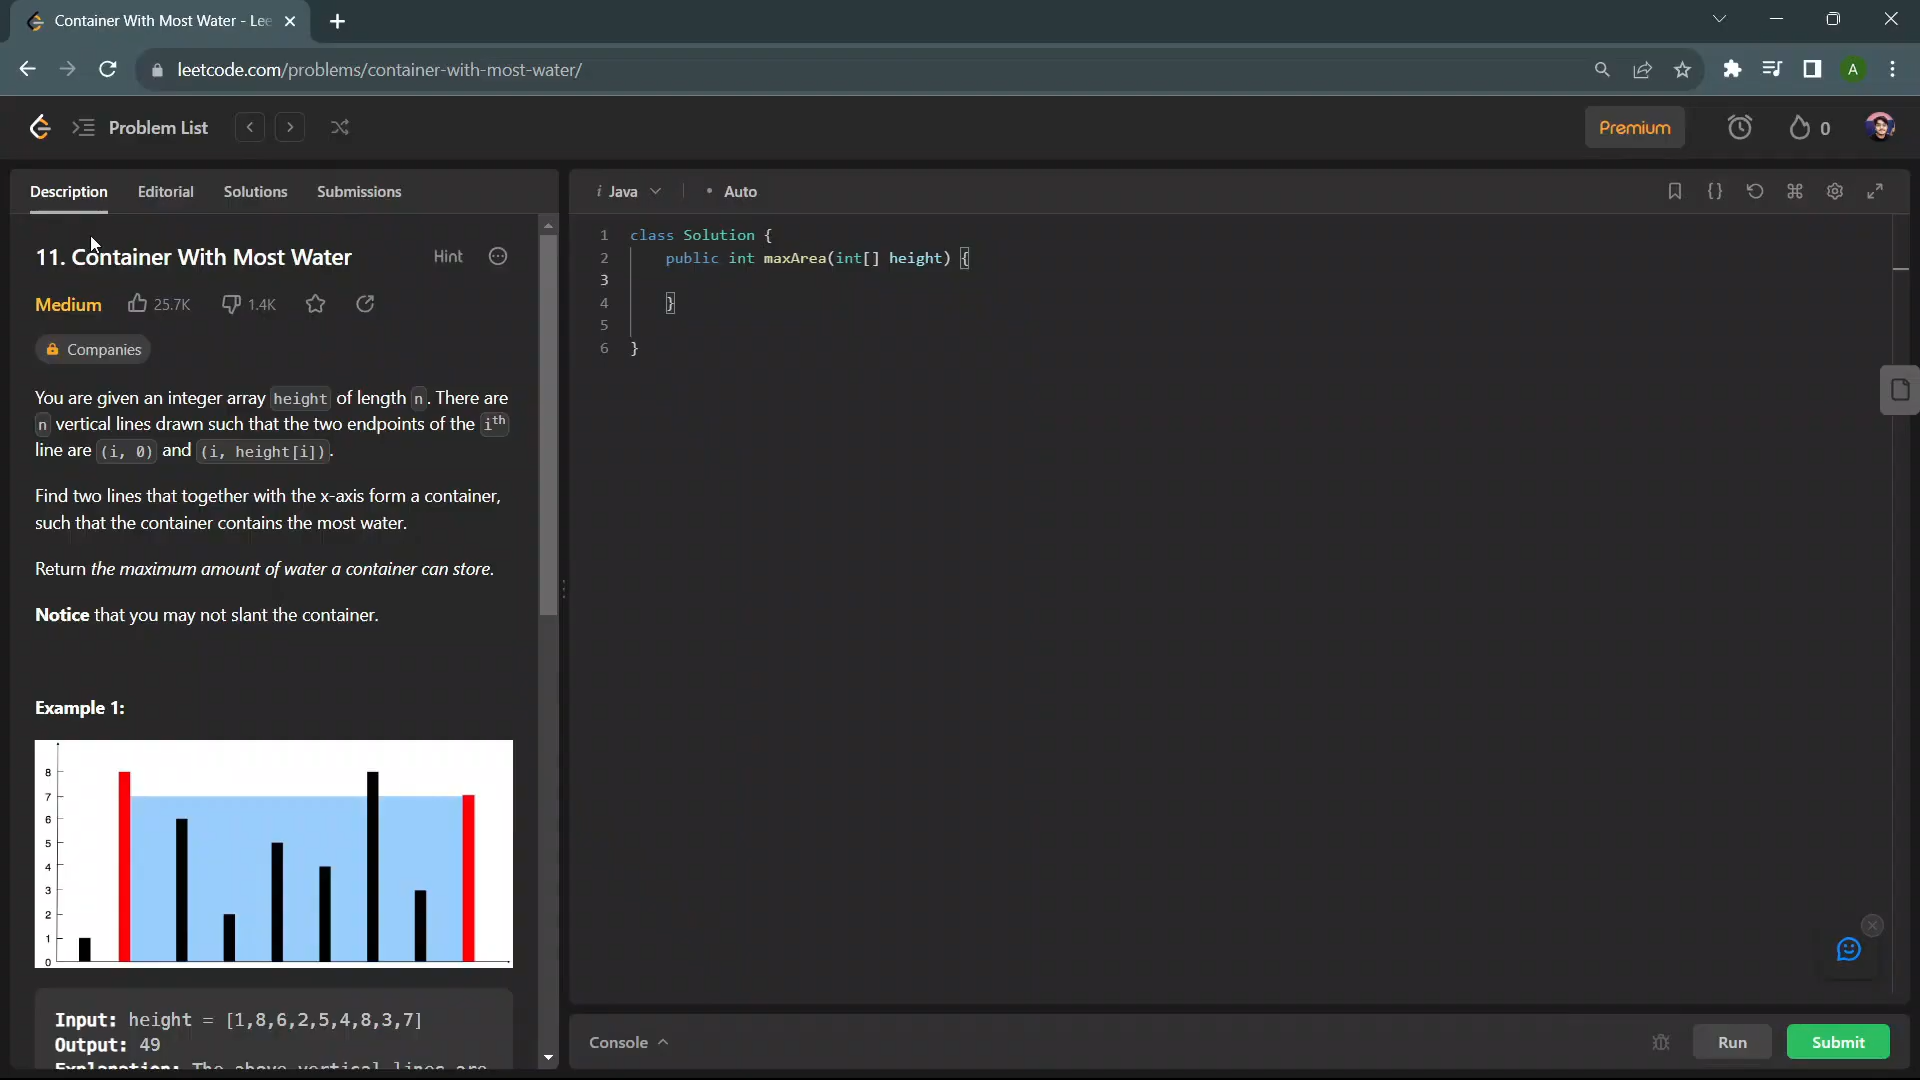 Container With Most Water - Lee
leetcode.com/problems/container-with-most-water/
A
Problem List
Premium
0
Description Editorial Solutions Submissions
i Java • Auto
11. Container With Most Water
Hint
Medium 25.7K 1.4K
Companies
You are given an integer array height of length n. There are
n vertical lines drawn such that the two endpoints of the ith
line are (i, 0) and (i, height[i]).
Find two lines that together with the x-axis form a container,
such that the container contains the most water.
Return the maximum amount of water a container can store.
Notice that you may not slant the container.
Example 1:
8
7
6
5
4
3
2
1
0
Input: height = [1,8,6,2,5,4,8,3,7]
Output: 49
Explanation: The above vertical lines are
1 class Solution {
2 public int maxArea(int[] height) {
3
4 }
5
6 }
Console
Run
Submit